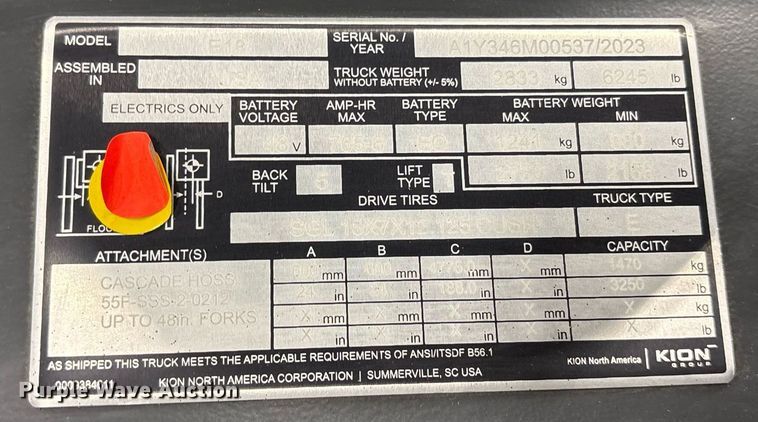 MODEL E18 SERIAL NO./ YEAR A1Y346M00537/2023
ASSEMBLED IN TRUCK WEIGHT WITHOUT BATTERY (+/- 5%) 2833 kg 6245 lb
ELECTRICS ONLY
BATTERY VOLTAGE AMP-HR MAX BATTERY TYPE BATTERY WEIGHT
MAX MIN
V kg kg
lb lb
BACK TILT 5 LIFT TYPE
DRIVE TIRES TRUCK TYPE
E
D
ATTACHMENT(S) A B C D CAPACITY
CASCADE HOSS mm mm mm X mm 1470 kg
55F-SSS-2-0212 24 in in in X in 3250 lb
UP TO 48in. FORKS X mm X mm X mm X mm X kg
X in X in X in X in X lb
AS SHIPPED THIS TRUCK MEETS THE APPLICABLE REQUIREMENTS OF ANSI/ITSDF B56.1
KION North America | KION GROUP
0009384011 KION NORTH AMERICA CORPORATION | SUMMERVILLE, SC USA
Purple Wave Auction